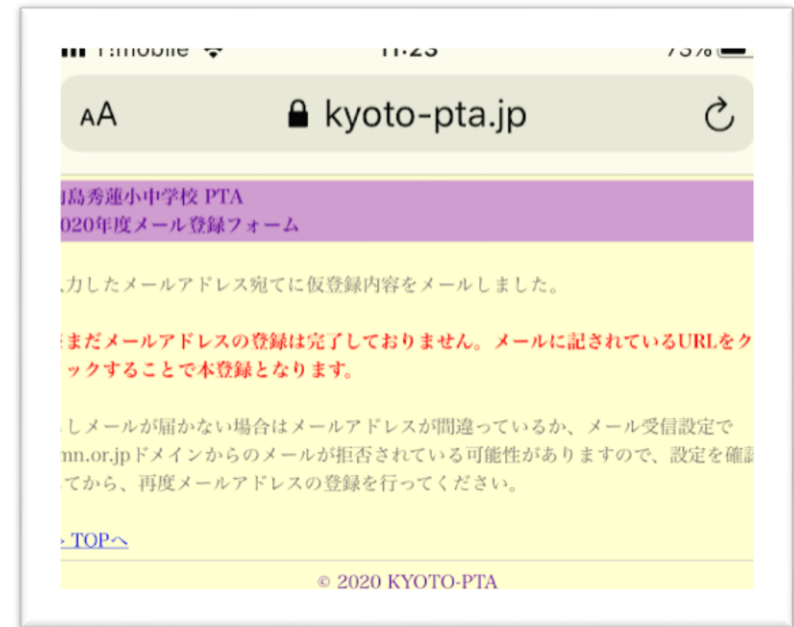 11:23
73%
AA
kyoto-pta.jp
島秀蓮小中学校 PTA
020年度メール登録フォーム
力したメールアドレス宛てに仮登録内容をメールしました。
まだメールアドレスの登録は完了しておりません。メールに記されているURLをク
ックすることで本登録となります。
しメールが届かない場合はメールアドレスが間違っているか、メール受信設定で
mn.or.jpドメインからのメールが拒否されている可能性がありますので、設定を確認
てから、再度メールアドレスの登録を行ってください。
> TOPへ
© 2020 KYOTO-PTA